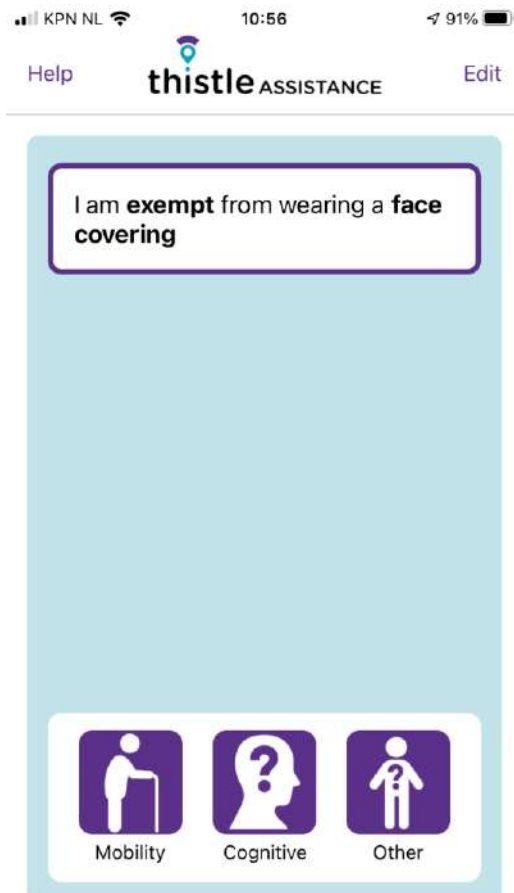 KPN NL 10:56 91%
Help thistle ASSISTANCE Edit
I am exempt from wearing a face
covering
? ?
Mobility Cognitive Other